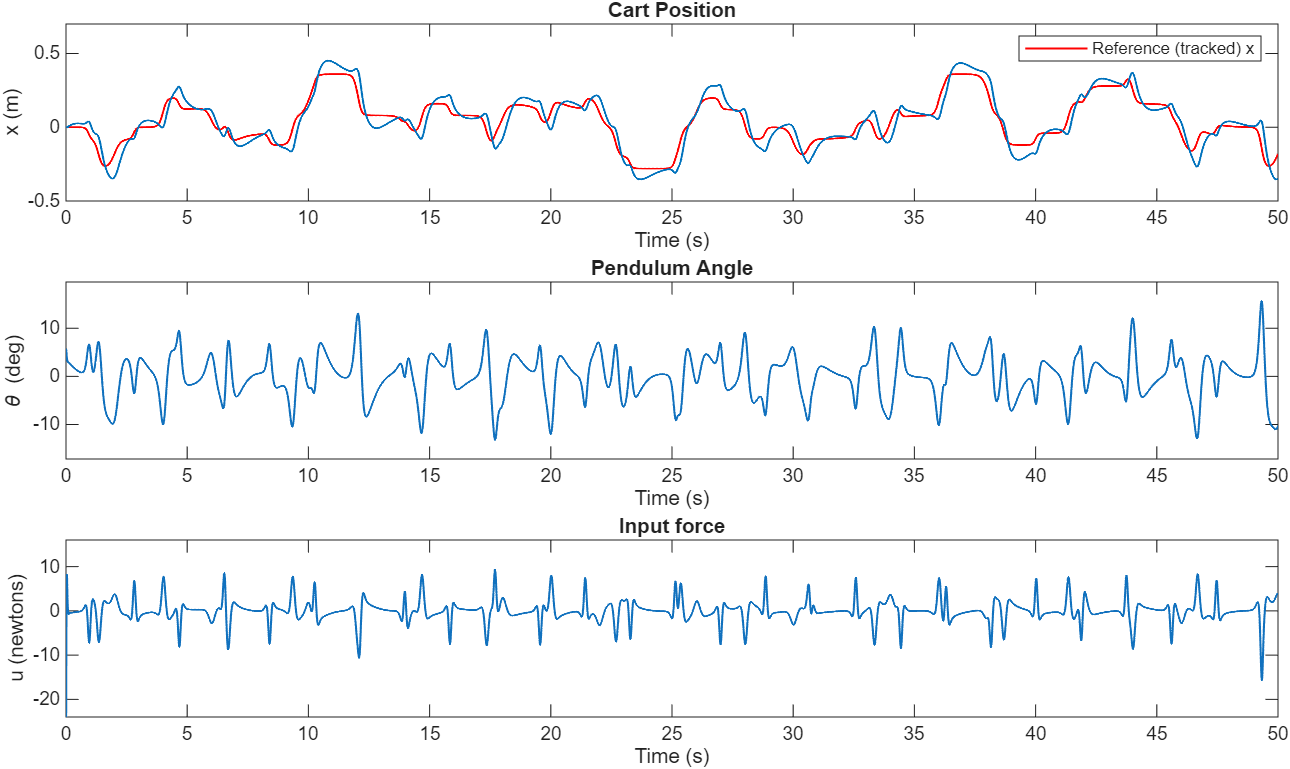 Cart Position
Reference (tracked) x
x (m)
0.5
0
-0.5
0 5 10 15 20 25 30 35 40 45 50
Time (s)
Pendulum Angle
θ (deg)
10
0
-10
0 5 10 15 20 25 30 35 40 45 50
Time (s)
Input force
u (newtons)
10
0
-10
-20
0 5 10 15 20 25 30 35 40 45 50
Time (s)